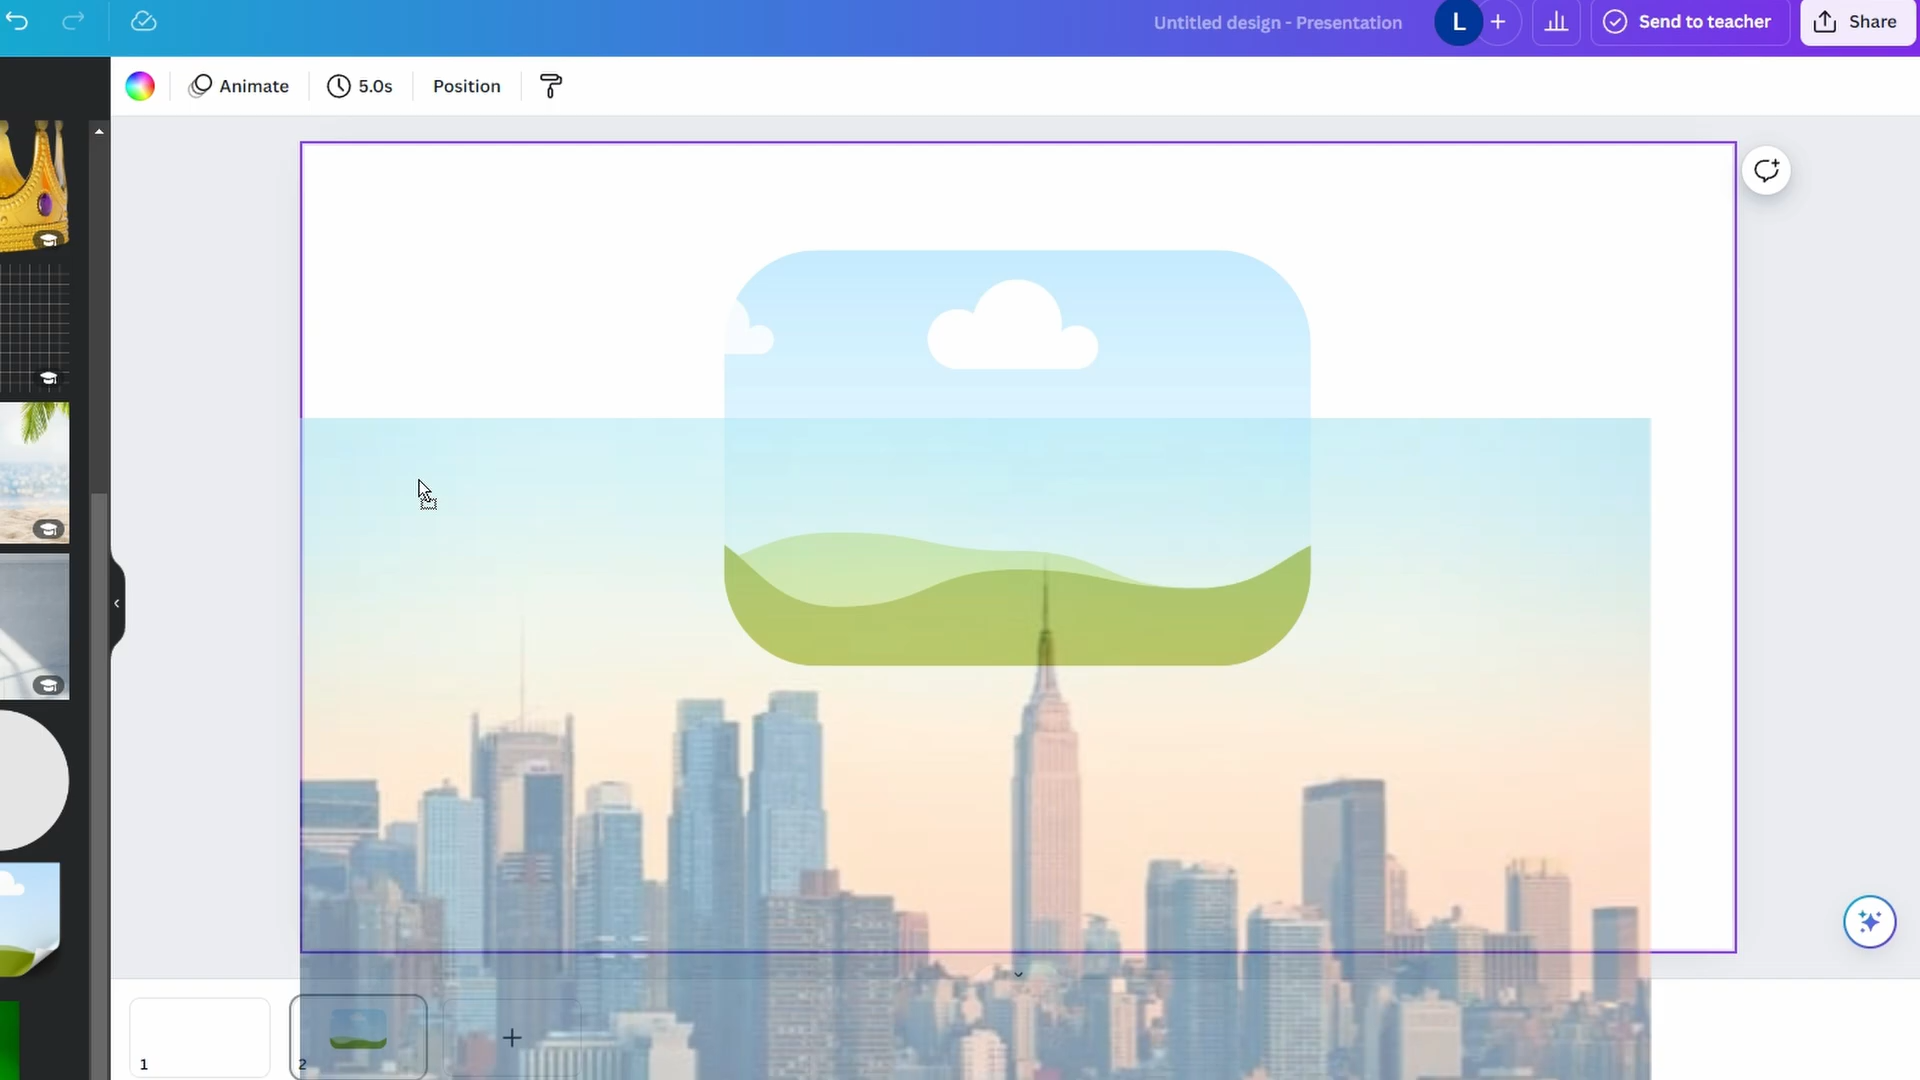 Untitled design - Presentation
L
Send to teacher
Share
Animate
5.0s
Position
1
2